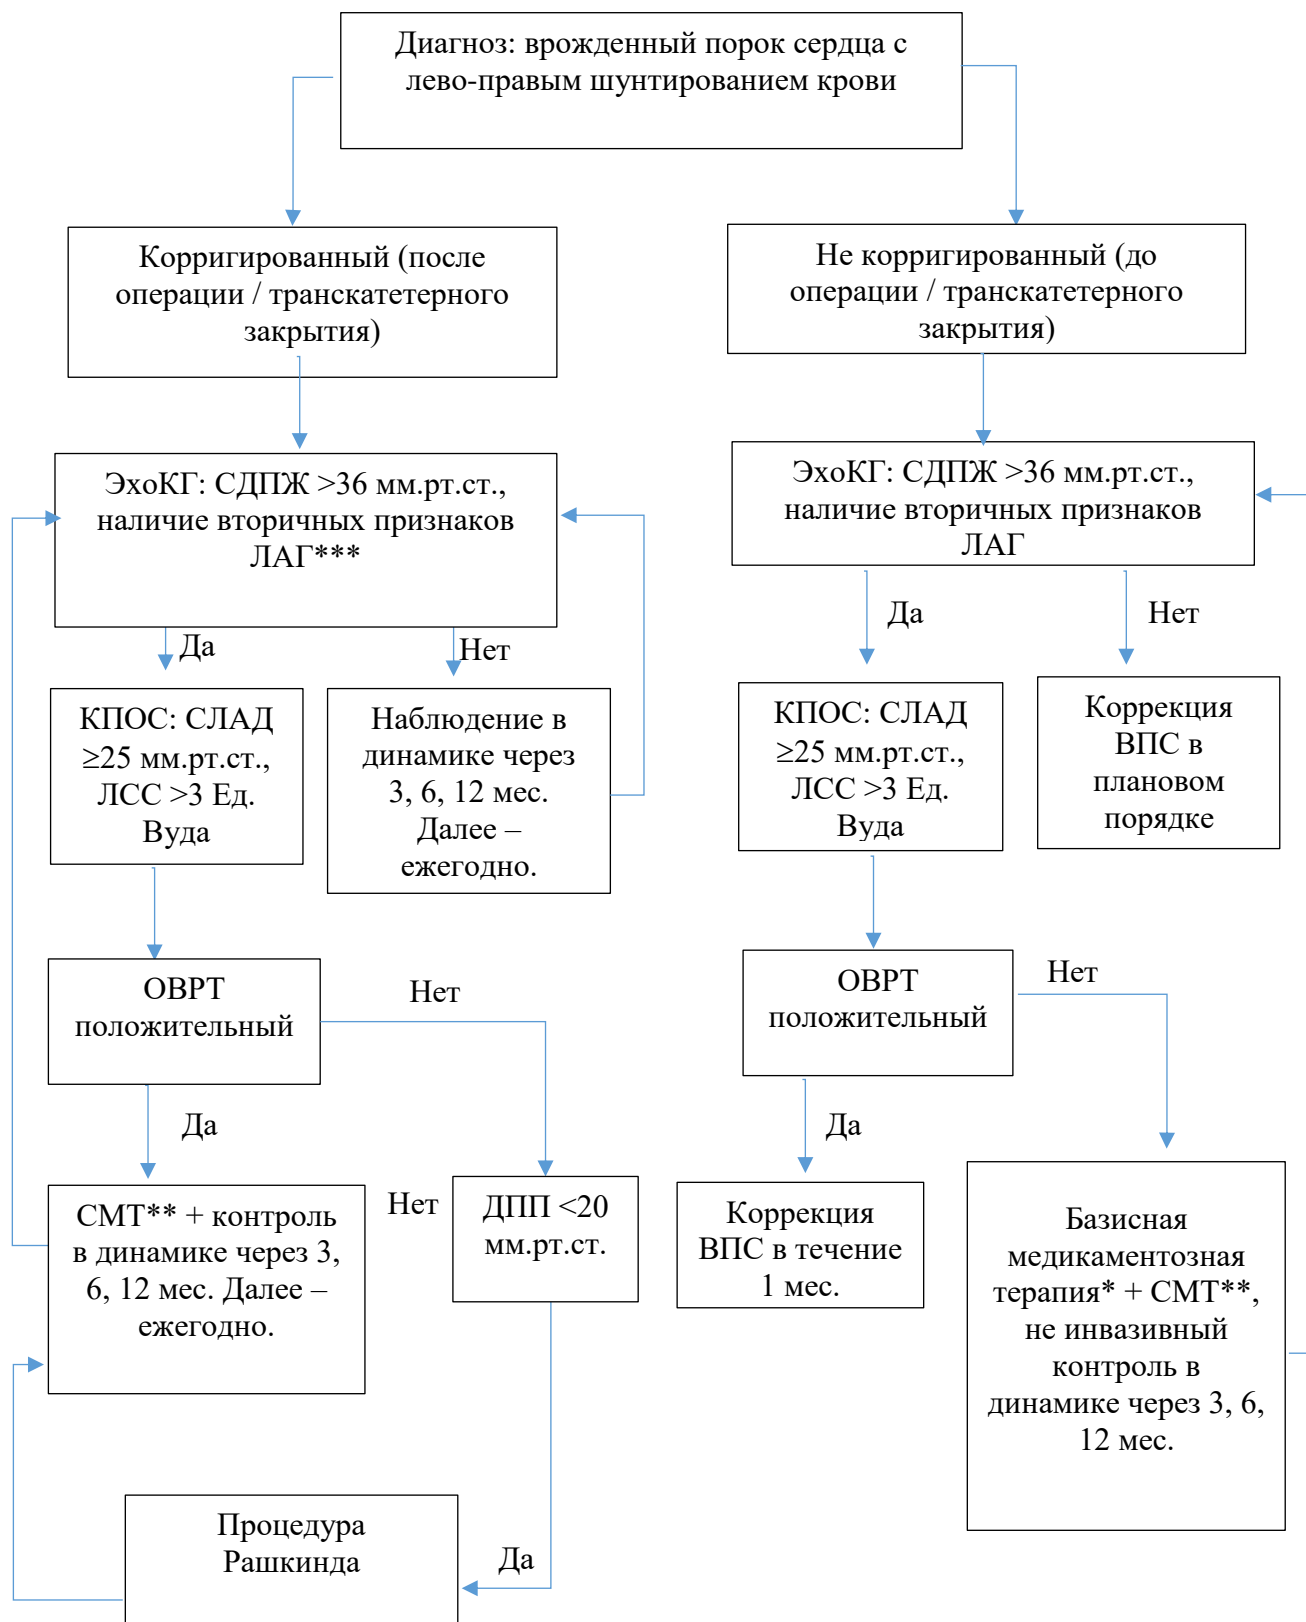 Диагноз: врожденный порок сердца с
лево-правым шунтированием крови
Корригированный (после
операции / транскатетерного
закрытия)
Не корригированный (до
операции / транскатетерного
закрытия)
ЭхоКГ: СДПЖ >36 мм.рт.ст.,
наличие вторичных признаков
ЛАГ***
ЭхоКГ: СДПЖ >36 мм.рт.ст.,
наличие вторичных признаков
ЛАГ
Да
Нет
Да
Нет
КПОС: СЛАД
≥25 мм.рт.ст.,
ЛСС >3 Ед.
Вуда
Наблюдение в
динамике через
3, 6, 12 мес.
Далее –
ежегодно.
КПОС: СЛАД
≥25 мм.рт.ст.,
ЛСС >3 Ед.
Вуда
Коррекция
ВПС в
плановом
порядке
ОВРТ
положительный
Нет
ОВРТ
положительный
Нет
Да
Да
СМТ** + контроль
в динамике через 3,
6, 12 мес. Далее –
ежегодно.
Нет
ДПП <20
мм.рт.ст.
Коррекция
ВПС в течение
1 мес.
Базисная
медикаментозная
терапия* + СМТ**,
не инвазивный
контроль в
динамике через 3, 6,
12 мес.
Процедура
Рашкинда
Да